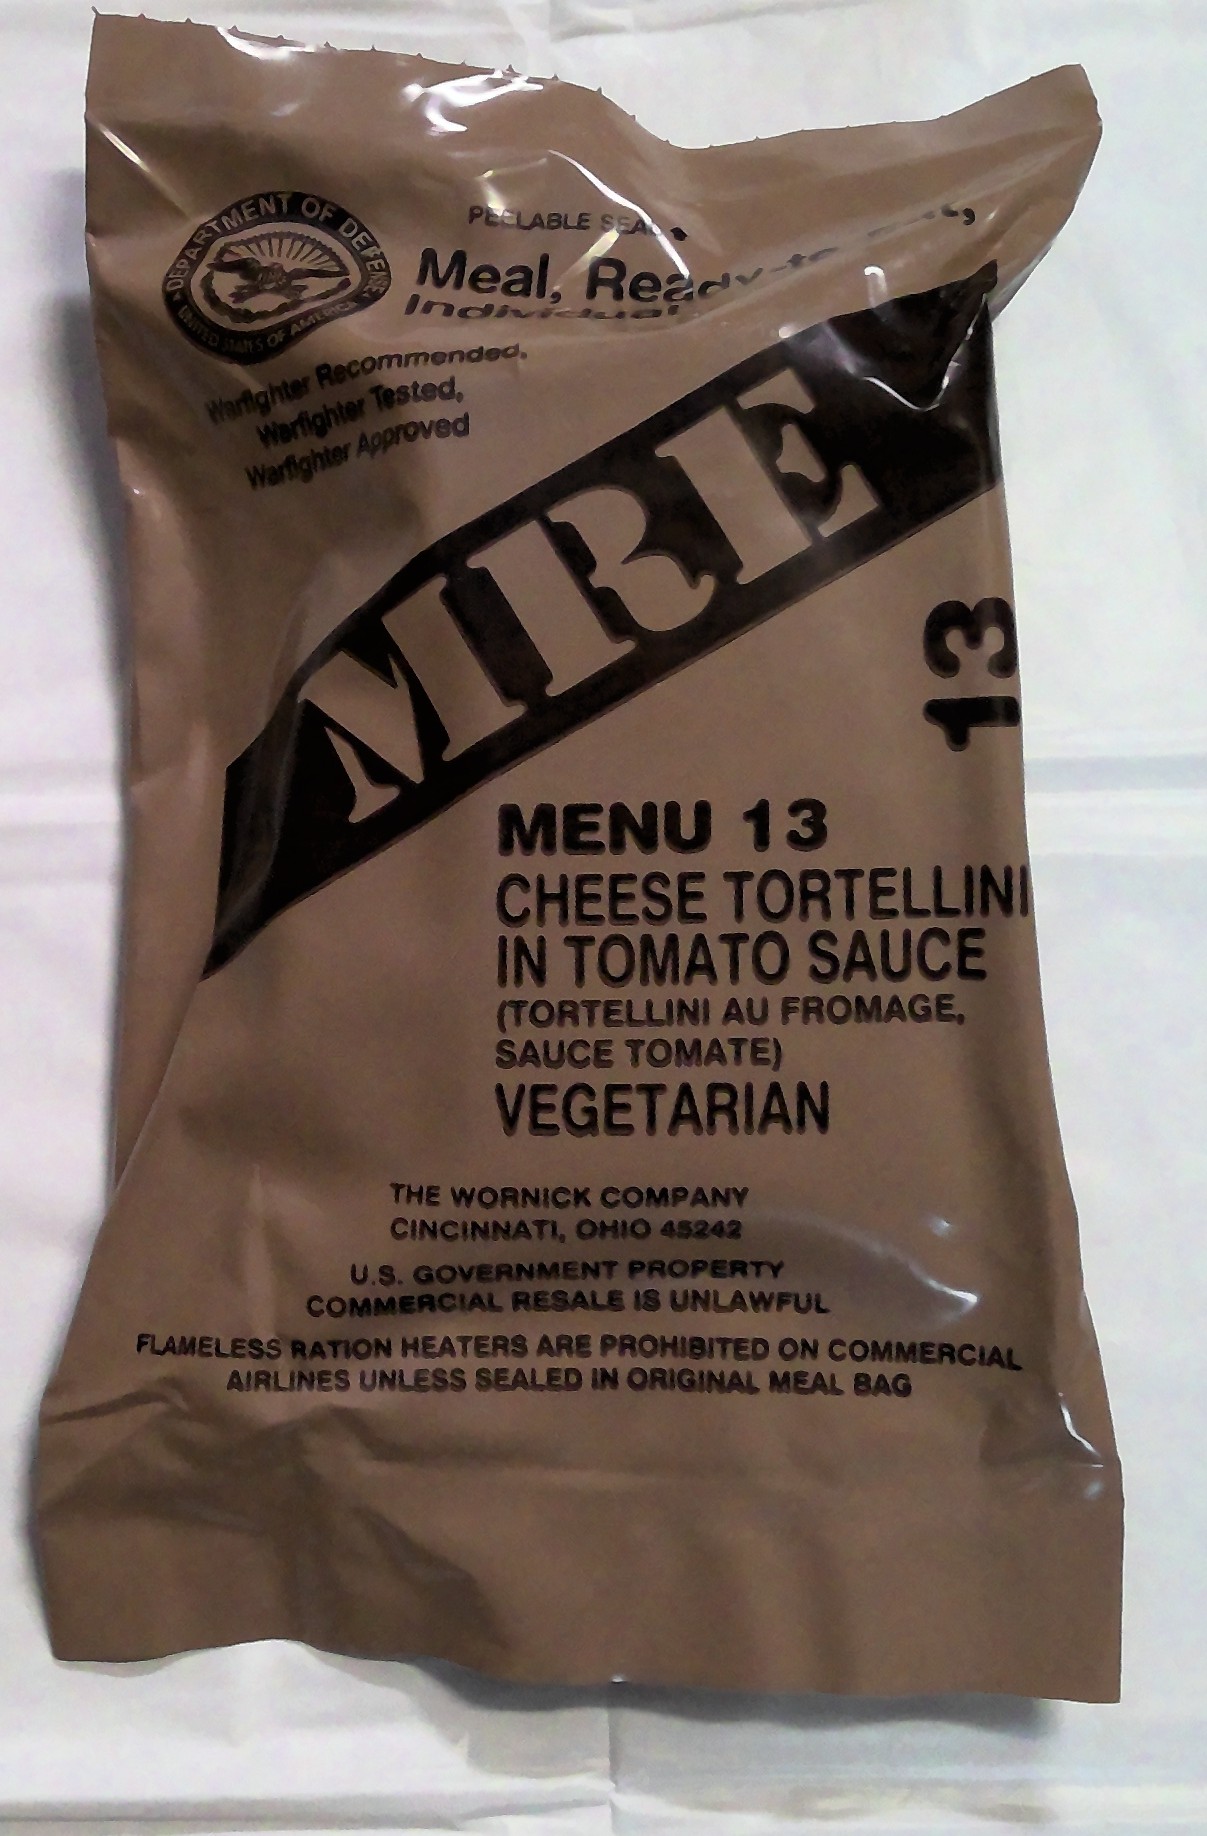 DEPARTMENT OF DEFENSE
UNITED STATES OF AMERICA
PEELABLE SEAL
Meal, Ready-to-Eat,
Individual
Warfighter Recommended,
Warfighter Tested,
Warfighter Approved
MRE
13
MENU 13
CHEESE TORTELLINI
IN TOMATO SAUCE
(TORTELLINI AU FROMAGE,
SAUCE TOMATE)
VEGETARIAN
THE WORNICK COMPANY
CINCINNATI, OHIO 45242
U.S. GOVERNMENT PROPERTY
COMMERCIAL RESALE IS UNLAWFUL
FLAMELESS RATION HEATERS ARE PROHIBITED ON COMMERCIAL
AIRLINES UNLESS SEALED IN ORIGINAL MEAL BAG